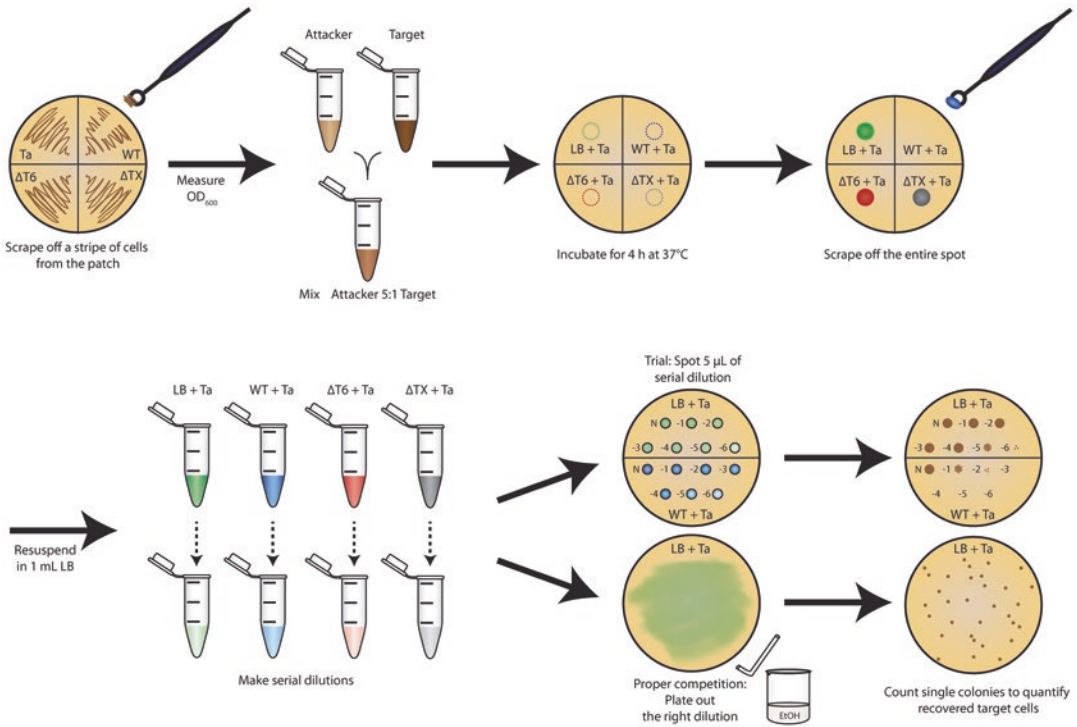 Attacker
Target
Ta
WT
ΔT6
ΔTX
Scrape off a stripe of cells
from the patch
Measure
OD600
Mix Attacker 5:1 Target
LB + Ta
WT + Ta
ΔT6 + Ta
ΔTX + Ta
Incubate for 4 h at 37°C
LB + Ta
WT + Ta
ΔT6 + Ta
ΔTX + Ta
Scrape off the entire spot
Resuspend
in 1 mL LB
LB + Ta
WT + Ta
ΔT6 + Ta
ΔTX + Ta
Make serial dilutions
Trial: Spot 5 µL of
serial dilution
LB + Ta
N -1 -2
-3 -4 -5 -6
N -1 -2 -3
-4 -5 -6
WT + Ta
LB + Ta
N -1 -2
-3 -4 -5 -6
N -1 -2 -3
-4 -5 -6
WT + Ta
LB + Ta
Proper competition:
Plate out
the right dilution
EtOH
LB + Ta
Count single colonies to quantify
recovered target cells